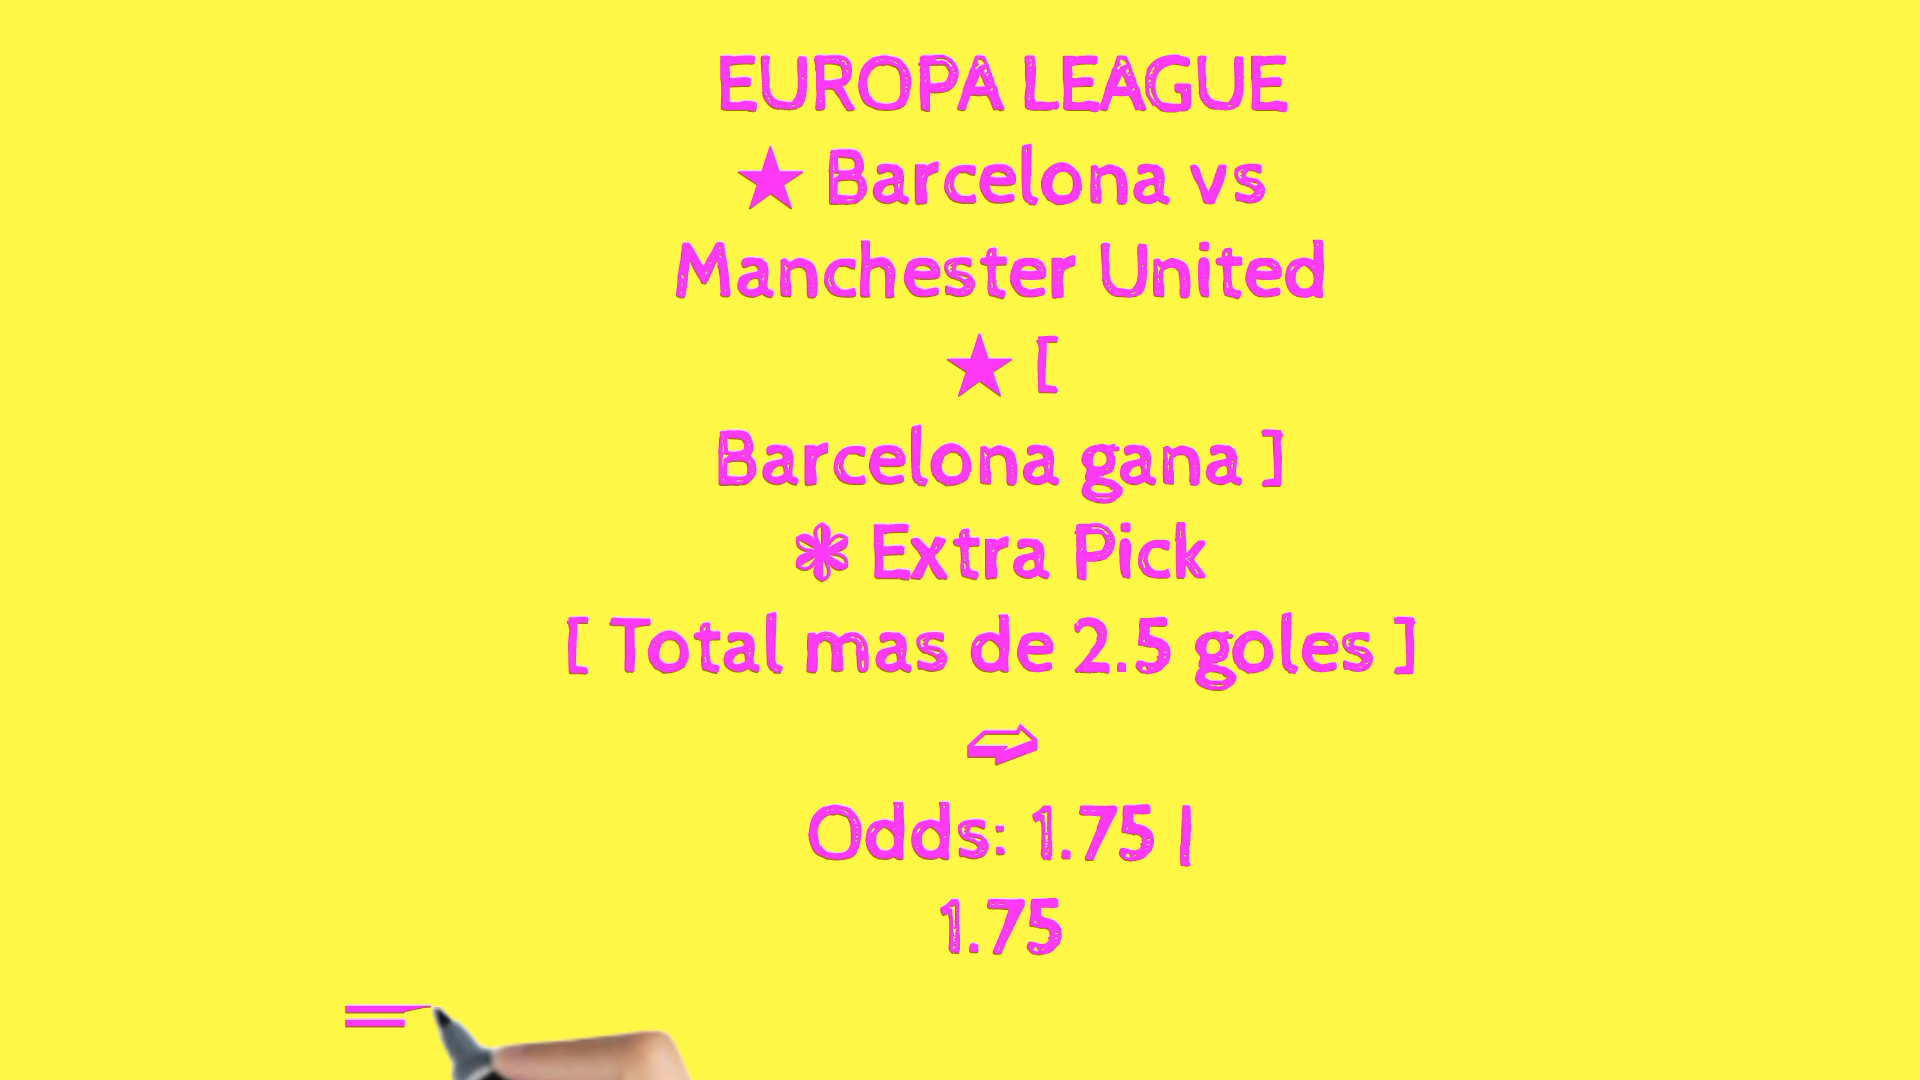 EUROPA LEAGUE
★ Barcelona vs
Manchester United
★ [
Barcelona gana ]
❃ Extra Pick
[ Total mas de 2.5 goles ]
➩
Odds: 1.75 |
1.75
=